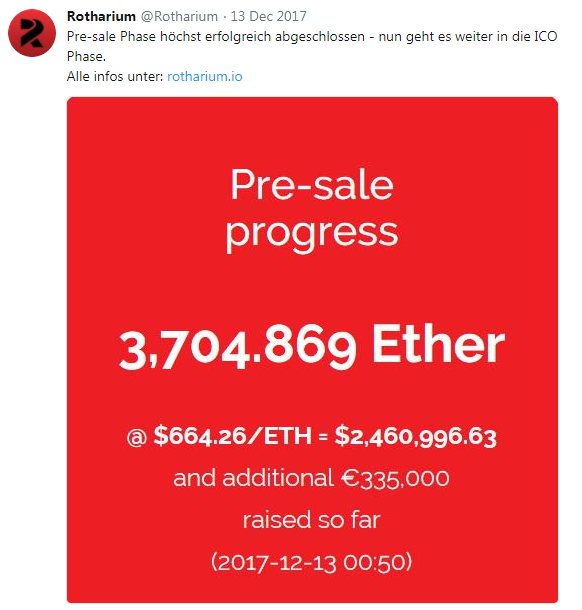 Rotharium @Rotharium · 13 Dec 2017
Pre-sale Phase höchst erfolgreich abgeschlossen - nun geht es weiter in die ICO
Phase.
Alle infos unter: rotharium.io
Pre-sale
progress
3,704.869 Ether
@ $664.26/ETH = $2,460,996.63
and additional €335,000
raised so far
(2017-12-13 00:50)